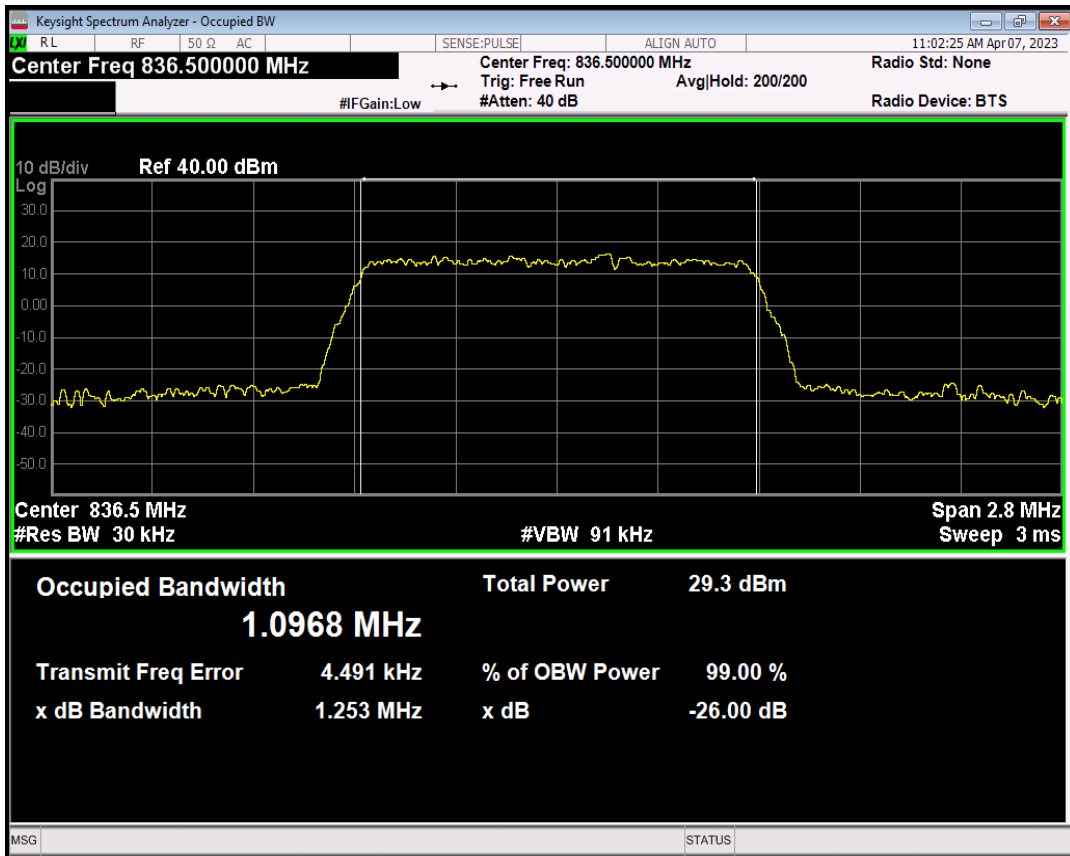 Keysight Spectrum Analyzer - Occupied BW
LXI RL RF 50 Ω AC SENSE:PULSE ALIGN AUTO 11:02:25 AM Apr 07, 2023
Center Freq 836.500000 MHz Center Freq: 836.500000 MHz Radio Std: None
Trig: Free Run Avg|Hold: 200/200
#IFGain:Low #Atten: 40 dB Radio Device: BTS
10 dB/div Ref 40.00 dBm
Log
30.0
20.0
10.0
0.00
-10.0
-20.0
-30.0
-40.0
-50.0
Center 836.5 MHz Span 2.8 MHz
#Res BW 30 kHz #VBW 91 kHz Sweep 3 ms
Occupied Bandwidth Total Power 29.3 dBm
1.0968 MHz
Transmit Freq Error 4.491 kHz % of OBW Power 99.00 %
x dB Bandwidth 1.253 MHz x dB -26.00 dB
MSG STATUS